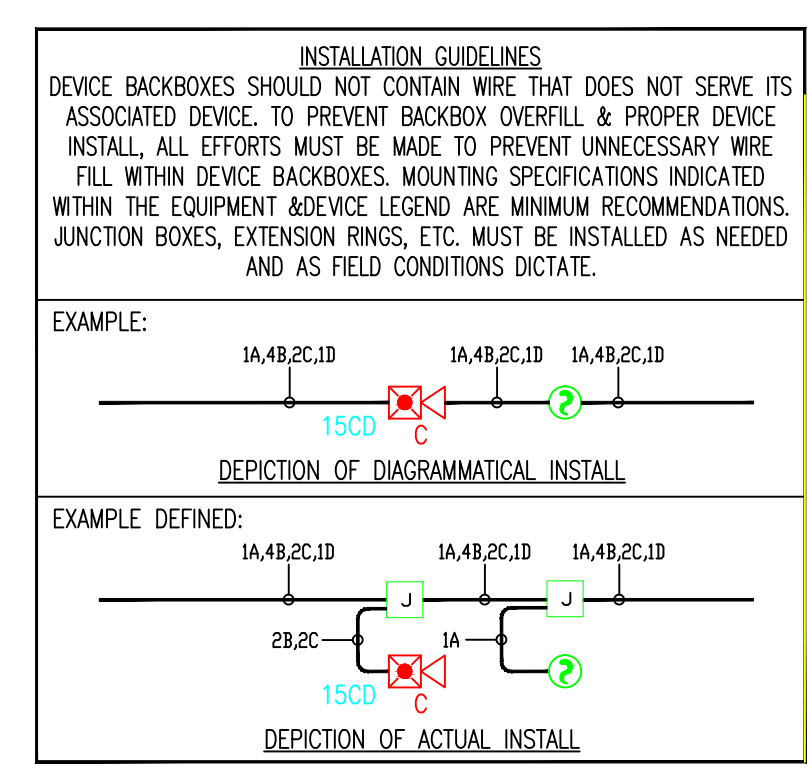 INSTALLATION GUIDELINES
DEVICE BACKBOXES SHOULD NOT CONTAIN WIRE THAT DOES NOT SERVE ITS
ASSOCIATED DEVICE. TO PREVENT BACKBOX OVERFILL & PROPER DEVICE
INSTALL, ALL EFFORTS MUST BE MADE TO PREVENT UNNECESSARY WIRE
FILL WITHIN DEVICE BACKBOXES. MOUNTING SPECIFICATIONS INDICATED
WITHIN THE EQUIPMENT &DEVICE LEGEND ARE MINIMUM RECOMMENDATIONS.
JUNCTION BOXES, EXTENSION RINGS, ETC. MUST BE INSTALLED AS NEEDED
AND AS FIELD CONDITIONS DICTATE.
EXAMPLE:
1A,4B,2C,1D 1A,4B,2C,1D 1A,4B,2C,1D
15CD C
DEPICTION OF DIAGRAMMATICAL INSTALL
EXAMPLE DEFINED:
1A,4B,2C,1D 1A,4B,2C,1D 1A,4B,2C,1D
J J
2B,2C 1A
15CD C
DEPICTION OF ACTUAL INSTALL